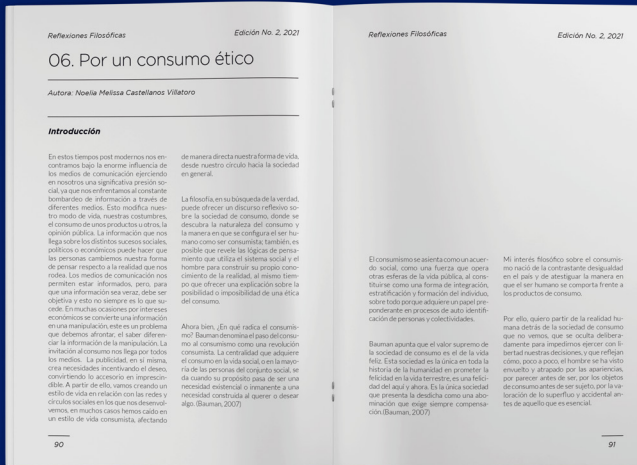 Reflexiones Filosóficas
Edición No. 2, 2021
06. Por un consumo ético
Autora: Noelia Melissa Castellanos Villatoro
Introducción
En estos tiempos post modernos nos en-
contramos bajo la enorme influencia de
los medios de comunicación ejerciendo
en nosotros una significativa presión so-
cial, ya que nos enfrentamos al constante
bombardeo de información a través de
diferentes medios. Esto modifica nues-
tro modo de vida, nuestras costumbres,
el consumo de unos productos u otros, la
opinión pública. La información que nos
llega sobre los distintos sucesos sociales,
políticos o económicos puede hacer que
las personas cambiemos nuestra forma
de pensar respecto a la realidad que nos
rodea. Los medios de comunicación nos
permiten estar informados, pero, para
que una información sea veraz, debe ser
objetiva y esto no siempre es lo que su-
cede. En muchas ocasiones por intereses
económicos se convierte una información
en una manipulación, este es un problema
que debemos afrontar, el saber diferen-
ciar la información de la manipulación. La
invitación al consumo nos llega por todos
los medios. La publicidad, en sí misma,
crea necesidades incentivando el deseo,
convirtiendo lo accesorio en imprescin-
dible. A partir de ello, vamos creando un
estilo de vida en relación con las redes y
círculos sociales en los que nos desenvol-
vemos, en muchos casos hemos caído en
un estilo de vida consumista, afectando
de manera directa nuestra forma de vida,
desde nuestro círculo hacia la sociedad
en general.
La filosofía, en su búsqueda de la verdad,
puede ofrecer un discurso reflexivo so-
bre la sociedad de consumo, donde se
descubra la naturaleza del consumo y
la manera en que se configura el ser hu-
mano como ser consumista; también, es
posible que revele las lógicas de pensa-
miento que utiliza el sistema social y el
hombre para construir su propio cono-
cimiento de la realidad, al mismo tiem-
po que ofrecer una explicación sobre la
posibilidad o imposibilidad de una ética
del consumo.
Ahora bien, ¿En qué radica el consumis-
mo? Bauman denomina el paso del consu-
mo al consumismo como una revolución
consumista. La centralidad que adquiere
el consumo en la vida social, o en la mayo-
ría de las personas del conjunto social, se
da cuando su propósito pasa de ser una
necesidad existencial o inmanente a una
necesidad construida al querer o desear
algo. (Bauman, 2007)
90
Reflexiones Filosóficas
Edición No. 2, 2021
El consumismo se asienta como un acuer-
do social, como una fuerza que opera
otras esferas de la vida pública, al cons-
tituirse como una forma de integración,
estratificación y formación del individuo,
sobre todo porque adquiere un papel pre-
ponderante en procesos de auto identifi-
cación de personas y colectividades.
Bauman apunta que el valor supremo de
la sociedad de consumo es el de la vida
feliz. Esta sociedad es la única en toda la
historia de la humanidad en prometer la
felicidad en la vida terrestre, es una felici-
dad del aquí y ahora. Es la única sociedad
que presenta la desdicha como una abo-
minación que exige siempre compensa-
ción.(Bauman, 2007)
Mi interés filosófico sobre el consumis-
mo nació de la contrastante desigualdad
en el país y de atestiguar la manera en
que el ser humano se comporta frente a
los productos de consumo.
Por ello, quiero partir de la realidad hu-
mana detrás de la sociedad de consumo
que no vemos, que se oculta delibera-
damente para impedirnos ejercer con li-
bertad nuestras decisiones, y que reflejan
cómo, poco a poco, el hombre se ha visto
envuelto y atrapado por las apariencias,
por parecer antes de ser, por los objetos
de consumo antes de ser sujeto, por la va-
loración de lo superfluo y accidental an-
tes de aquello que es esencial.
91